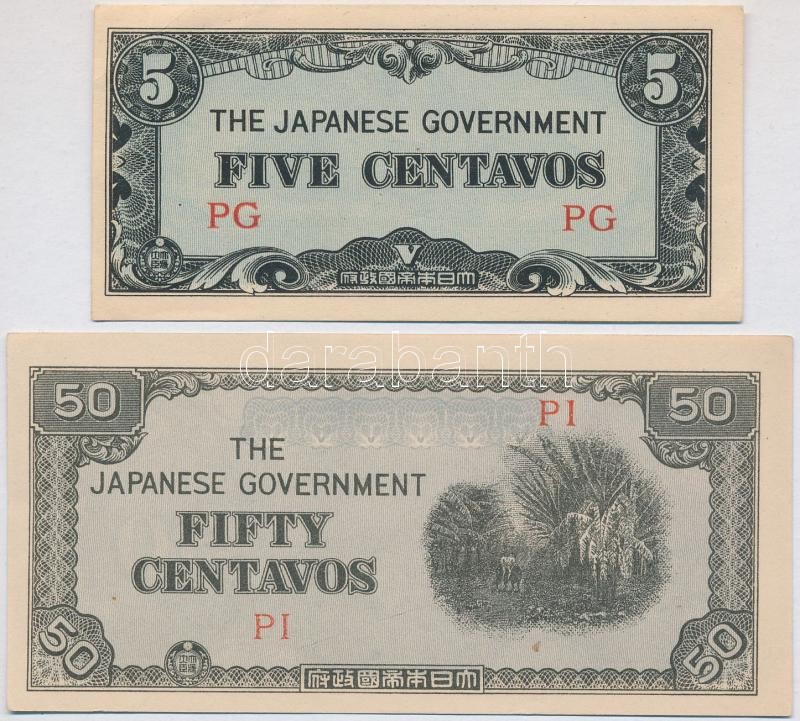 5 5
THE JAPANESE GOVERNMENT
FIVE CENTAVOS
PG PG
V
府政國帝本日大
darabanth
50 50
PI
THE
JAPANESE GOVERNMENT
FIFTY
CENTAVOS
PI
50 50
府政國帝本日大